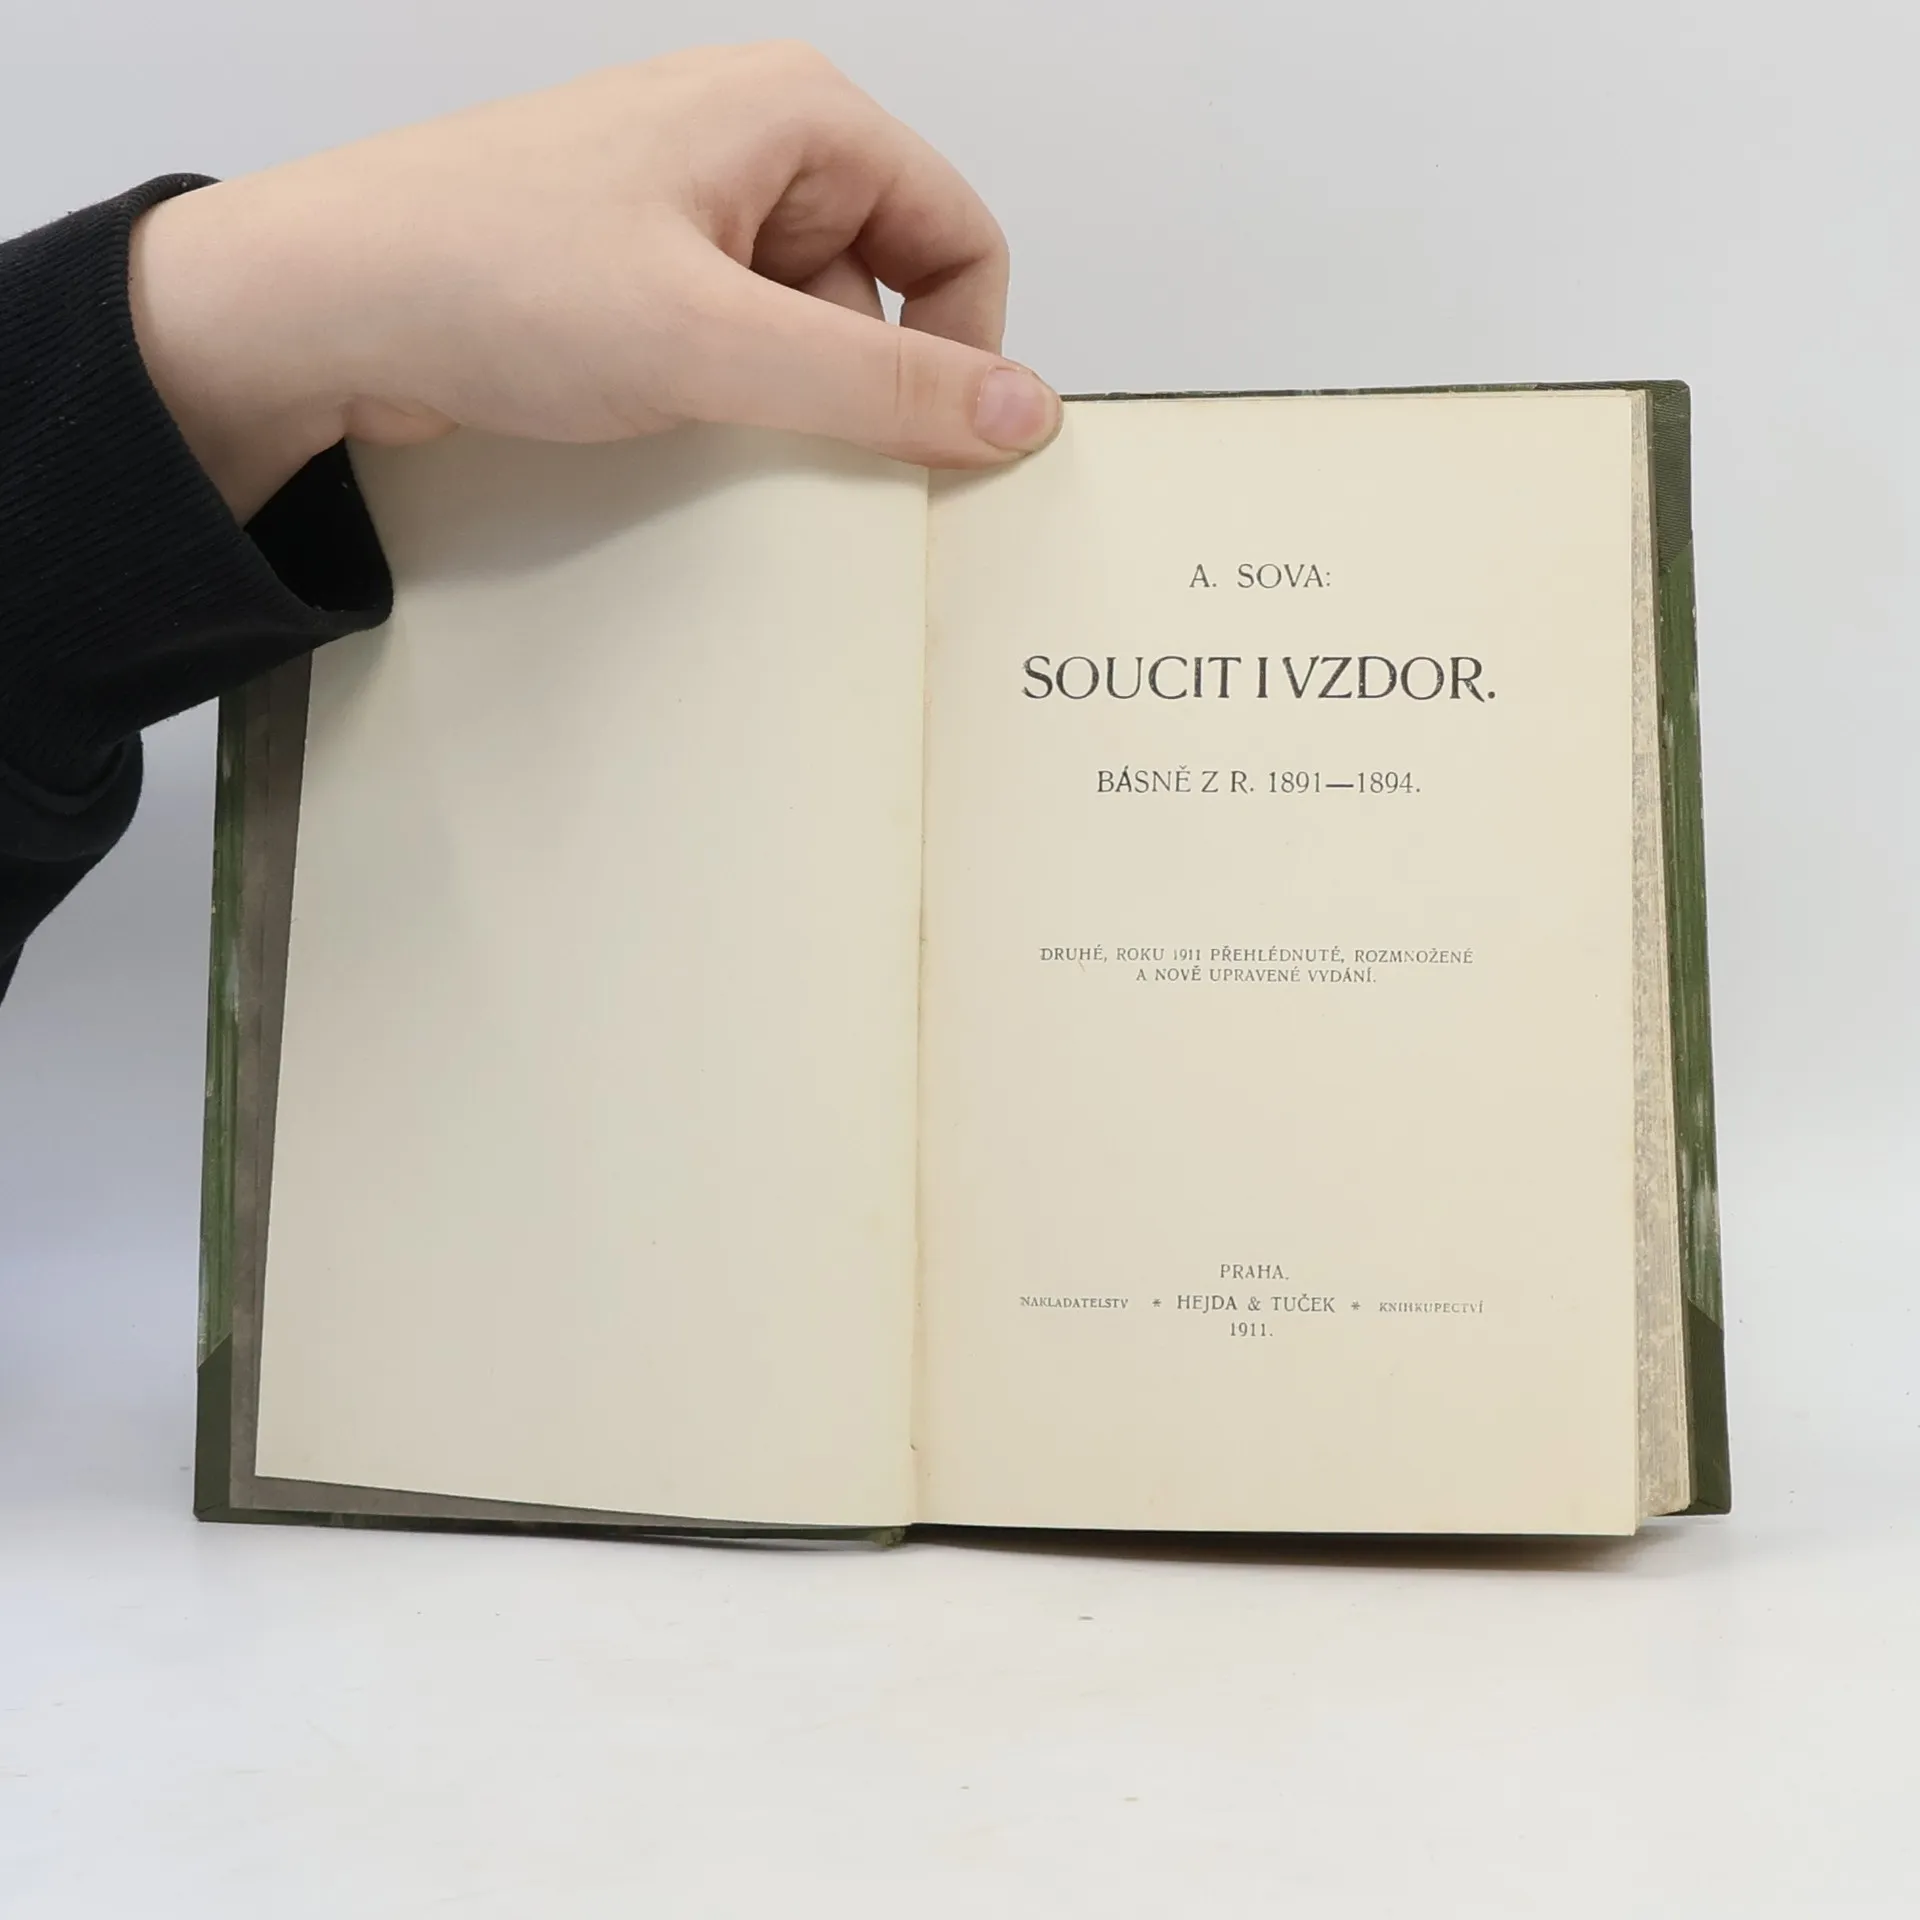 A. SOVA:
SOUCIT I VZDOR.
BÁSNĚ Z R. 1891—1894.
DRUHÉ, ROKU 1911 PŘEHLÉDNUTÉ, ROZMNOŽENÉ
A NOVĚ UPRAVENÉ VYDÁNÍ.
PRAHA.
NAKLADATELSTV * HEJDA & TUČEK * KNIHKUPECTVÍ
1911.